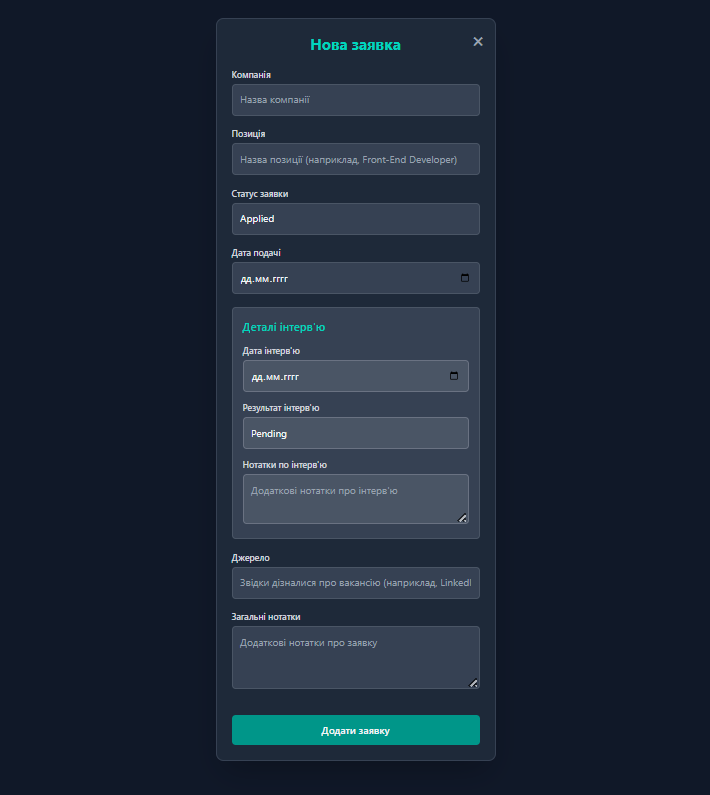 Нова заявка
×
Компанія
Назва компанії
Позиція
Назва позиції (наприклад, Front-End Developer)
Статус заявки
Applied
Дата подачі
дд.мм.гггг
Деталі інтерв'ю
Дата інтерв'ю
дд.мм.гггг
Результат інтерв'ю
Pending
Нотатки по інтерв'ю
Додаткові нотатки про інтерв'ю
Джерело
Звідки дізналися про вакансію (наприклад, LinkedI
Загальні нотатки
Додаткові нотатки про заявку
Додати заявку